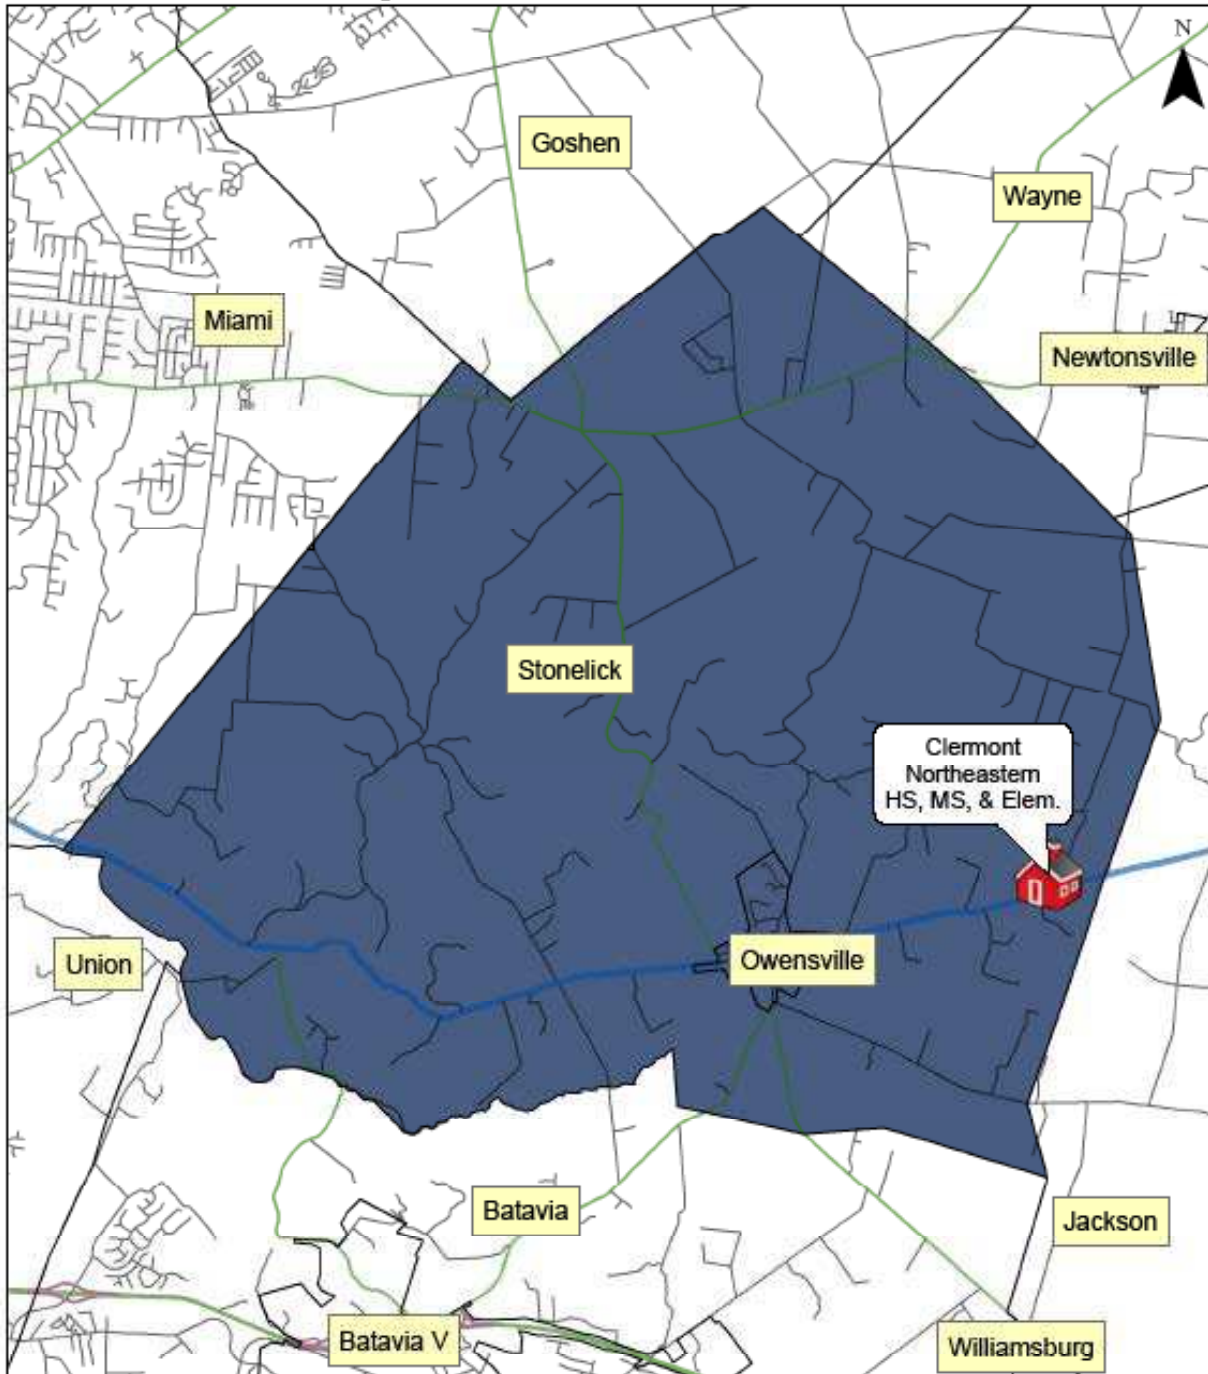 N
Goshen
Wayne
Miami
Newtonsville
Stonelick
Clermont
Northeastern
HS, MS, & Elem.
Union
Owensville
Batavia
Jackson
Batavia V
Williamsburg